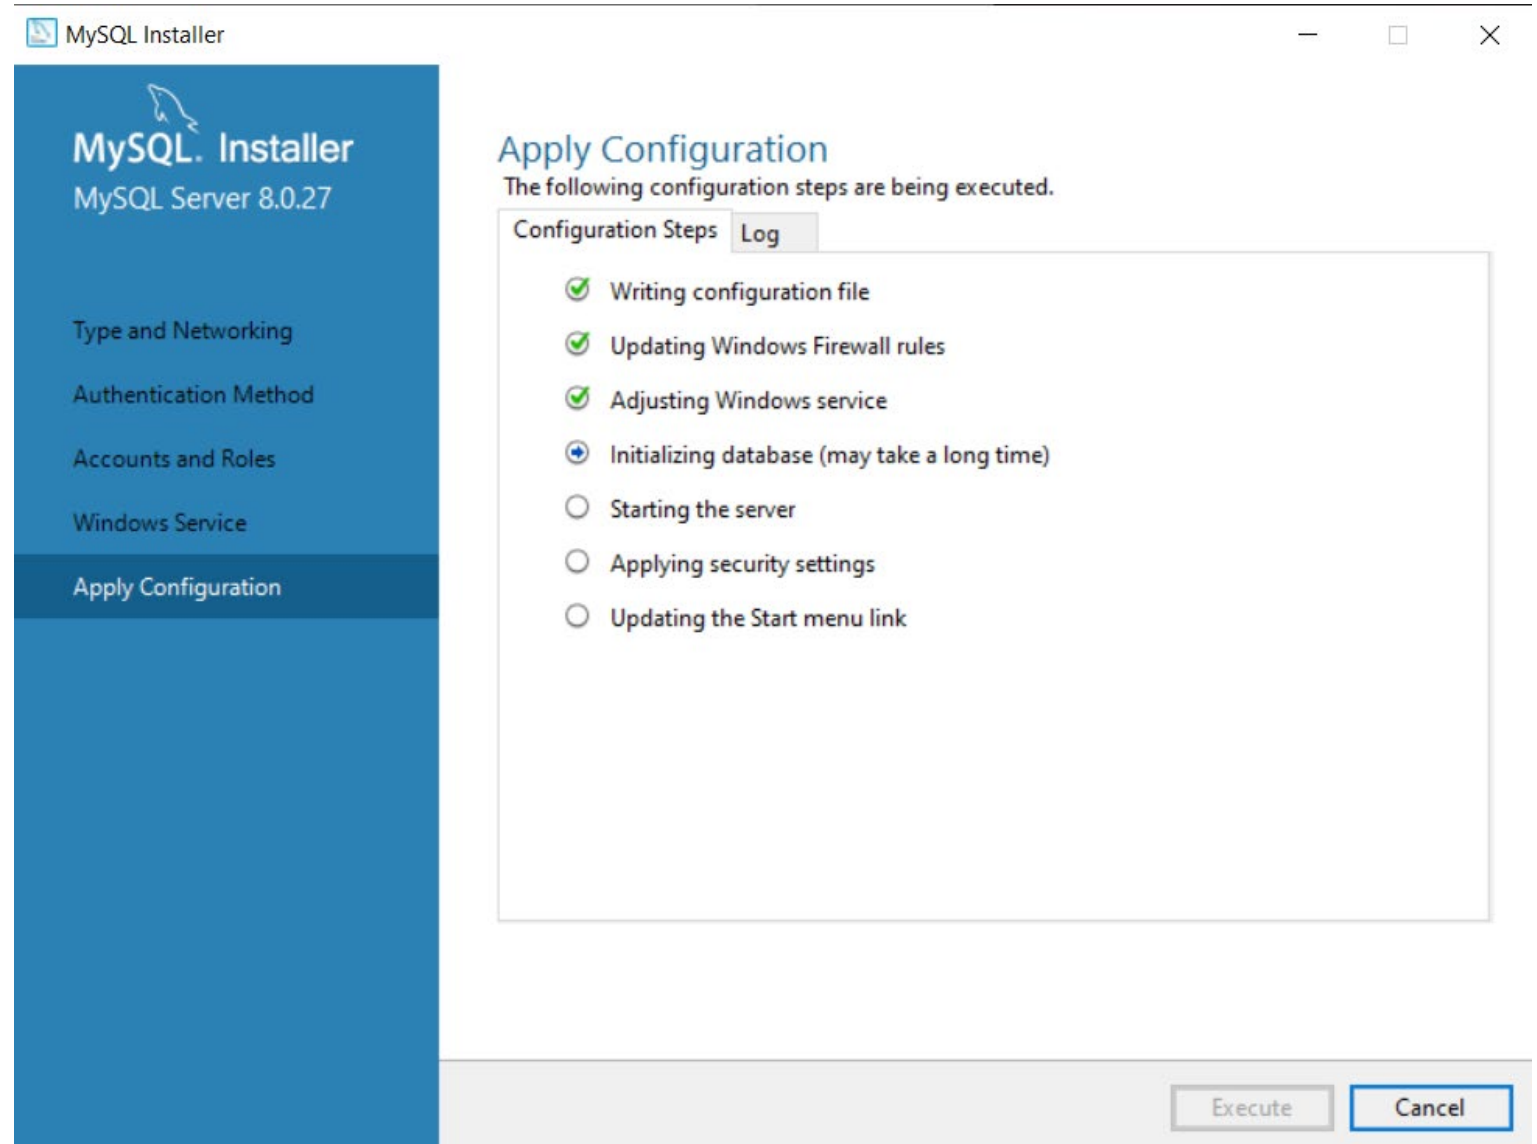 MySQL Installer
MySQL. Installer
MySQL Server 8.0.27
Type and Networking
Authentication Method
Accounts and Roles
Windows Service
Apply Configuration
Apply Configuration
The following configuration steps are being executed.
Configuration Steps Log
Writing configuration file
Updating Windows Firewall rules
Adjusting Windows service
Initializing database (may take a long time)
Starting the server
Applying security settings
Updating the Start menu link
Execute Cancel